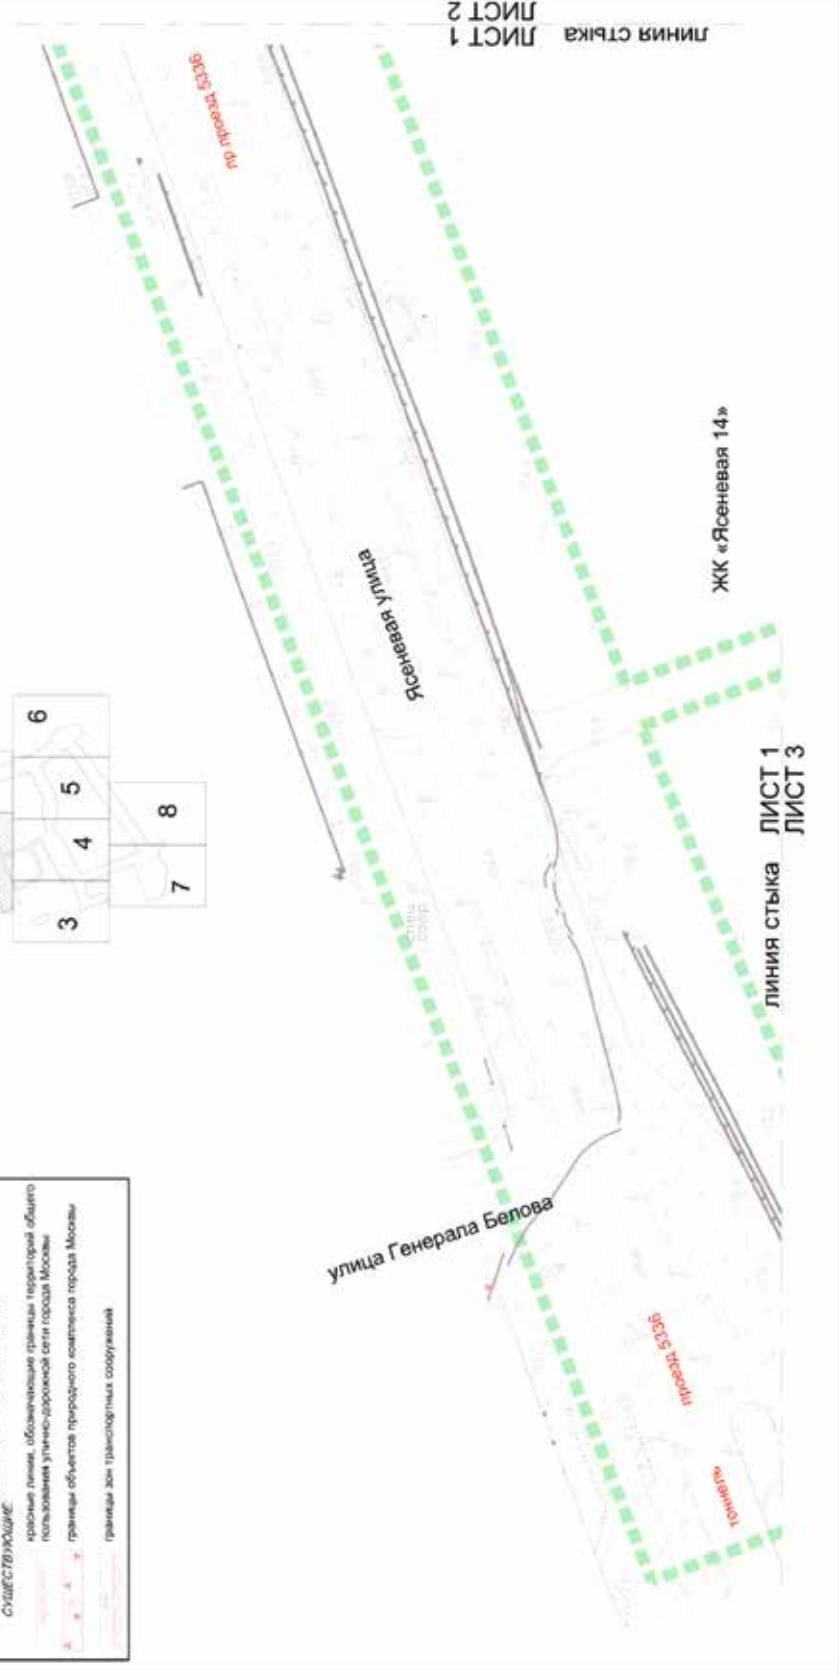 СУЩЕСТВУЮЩИЕ:
красные линии, обозначающие границы территорий общего
пользования улично-дорожной сети города Москвы
границы объектов природного комплекса города Москвы
границы зон транспортных сооружений
3
4
5
6
7
8
пр проезд 5336
Ясеневая улица
улица Генерала Белова
проезд 5336
тоннель
ЖК «Ясеневая 14»
линия стыка
ЛИСТ 1
ЛИСТ 3
линия стыка
ЛИСТ 1
ЛИСТ 2